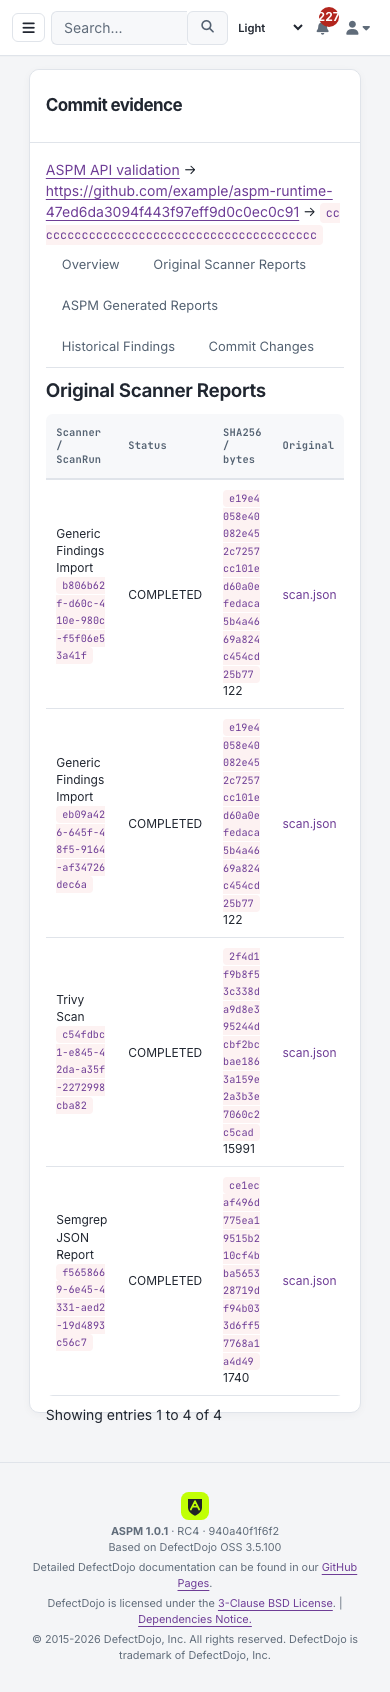 Search...
Light
227
Commit evidence
ASPM API validation →
https://github.com/example/aspm-runtime-
47ed6da3094f443f97eff9d0c0ec0c91 → cc
cccccccccccccccccccccccccccccccccccccc
Overview Original Scanner Reports
ASPM Generated Reports
Historical Findings Commit Changes
Original Scanner Reports
Scanner / ScanRun Status SHA256 / bytes Original
Generic
Findings
Import
b806b62
f-d60c-4
10e-980c
-f5f06e5
3a41f
COMPLETED
e19e4
058e40
082e45
2c7257
cc101e
d60a0e
fedaca
5b4a46
69a824
c454cd
25b77
122
scan.json
Generic
Findings
Import
eb09a42
6-645f-4
8f5-9164
-af34726
dec6a
COMPLETED
e19e4
058e40
082e45
2c7257
cc101e
d60a0e
fedaca
5b4a46
69a824
c454cd
25b77
122
scan.json
Trivy
Scan
c54fdbc
1-e845-4
2da-a35f
-2272998
cba82
COMPLETED
2f4d1
f9b8f5
3c338d
a9d8e3
95244d
cbf2bc
bae186
3a159e
2a3b3e
7060c2
c5cad
15991
scan.json
Semgrep
JSON
Report
f565866
9-6e45-4
331-aed2
-19d4893
c56c7
COMPLETED
ce1ec
af496d
775ea1
9515b2
10cf4b
ba5653
28719d
f94b03
3d6ff5
7768a1
a4d49
1740
scan.json
Showing entries 1 to 4 of 4
ASPM 1.0.1 · RC4 · 940a40f1f6f2
Based on DefectDojo OSS 3.5.100
Detailed DefectDojo documentation can be found in our GitHub
Pages.
DefectDojo is licensed under the 3-Clause BSD License. |
Dependencies Notice.
© 2015-2026 DefectDojo, Inc. All rights reserved. DefectDojo is
trademark of DefectDojo, Inc.